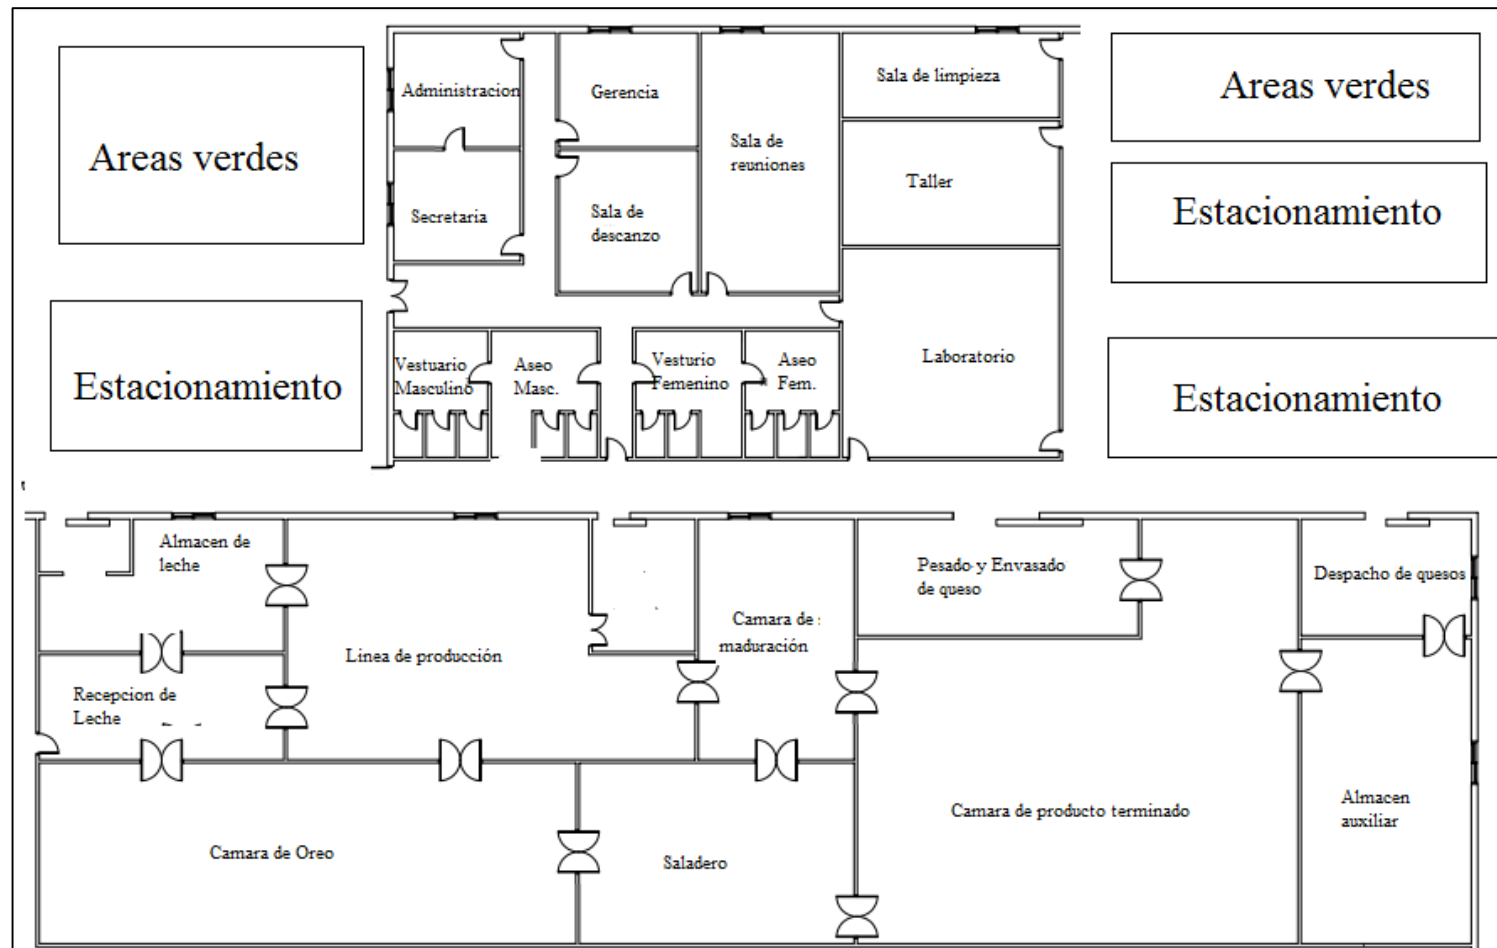 Areas verdes
Estacionamiento
Administracion
Secretaria
Gerencia
Sala de
descanzo
Sala de
reuniones
Sala de limpieza
Taller
Laboratorio
Vestuario
Masculino
Aseo
Masc.
Vesturio
Femenino
Aseo
Fem.
Areas verdes
Estacionamiento
Estacionamiento
Almacen de
leche
Recepcion de
Leche
Linea de producción
Camara de
maduración
Pesado y Envasado
de queso
Despacho de quesos
Camara de Oreo
Saladero
Camara de producto terminado
Almacen
auxiliar